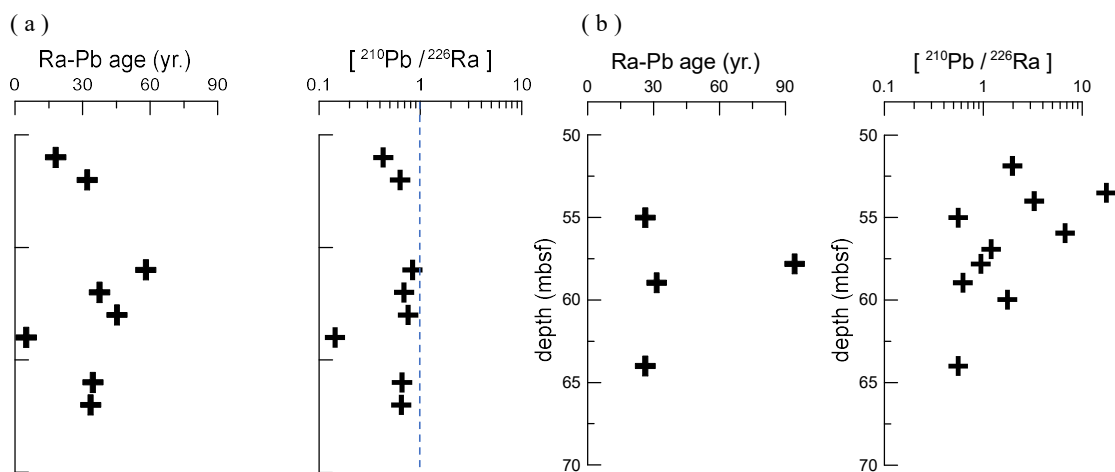 ( a )
Ra-Pb age (yr.)
0 30 60 90
[ ²¹⁰Pb / ²²⁶Ra ]
0.1 1 10
( b )
Ra-Pb age (yr.)
0 30 60 90
depth (mbsf)
50
55
60
65
70
[ ²¹⁰Pb / ²²⁶Ra ]
0.1 1 10
depth (mbsf)
50
55
60
65
70